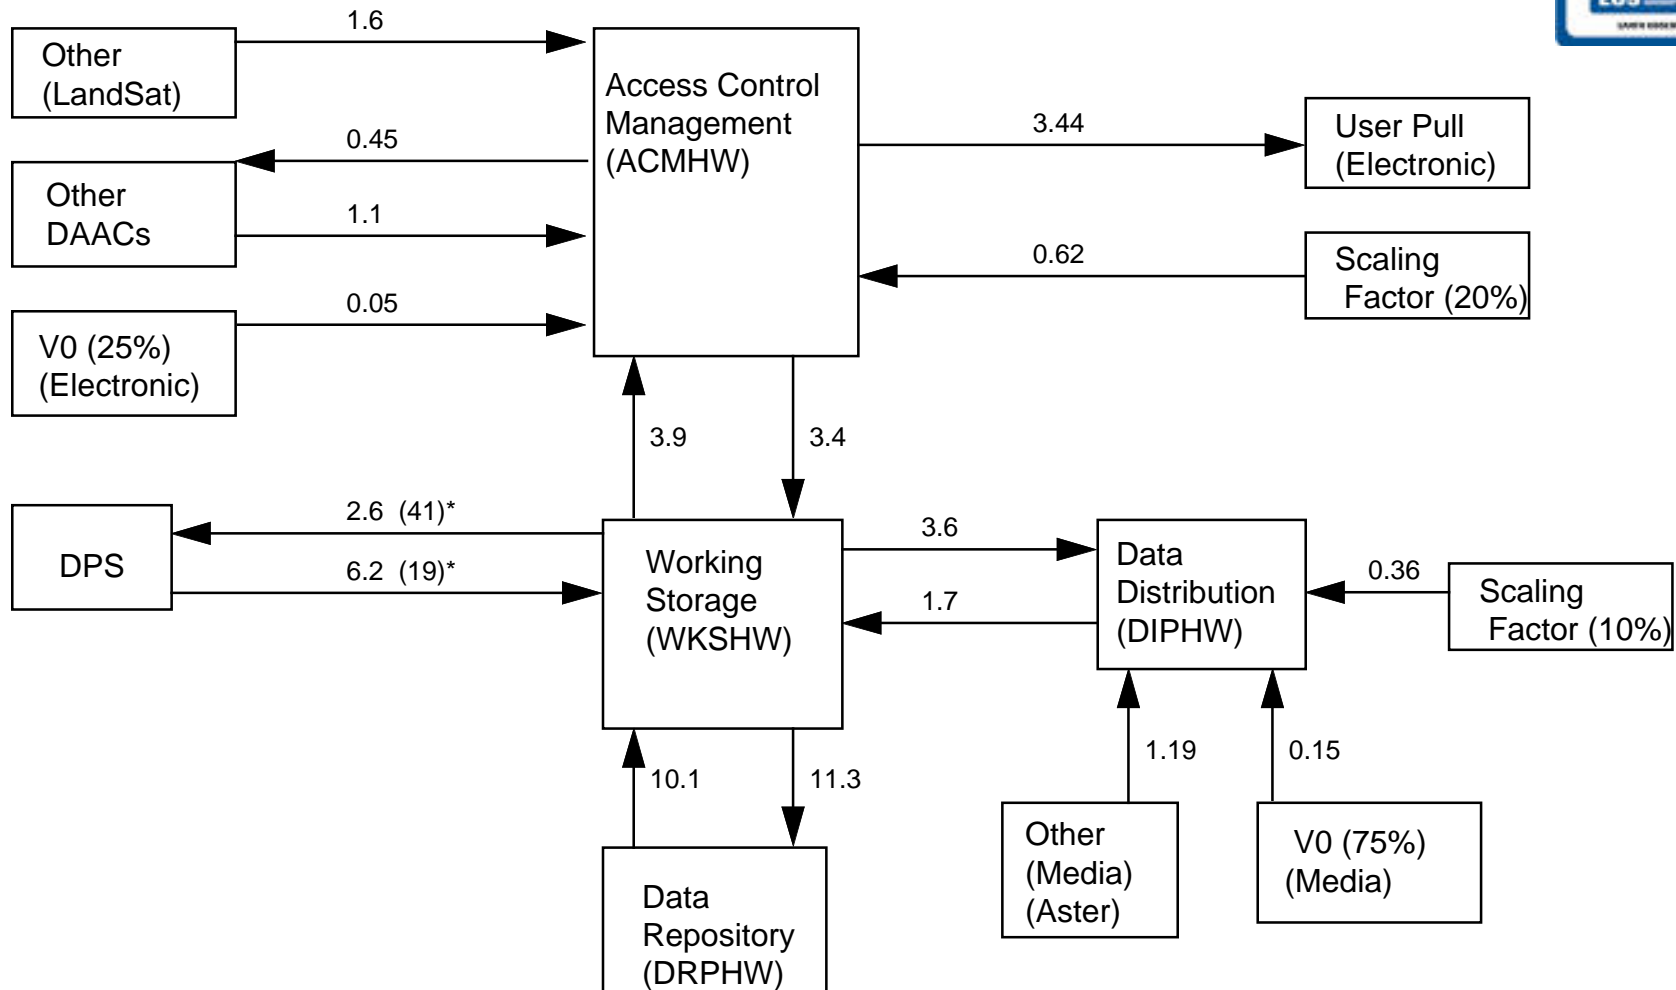 1.6
Other
(LandSat)
Access Control
Management
(ACMHW)
3.44
User Pull
(Electronic)
0.45
Other
DAACs
1.1
0.62
Scaling
Factor (20%)
0.05
V0 (25%)
(Electronic)
3.9
3.4
DPS
2.6 (41)*
6.2 (19)*
Working
Storage
(WKSHW)
3.6
1.7
Data
Distribution
(DIPHW)
0.36
Scaling
Factor (10%)
10.1
11.3
1.19
0.15
Other
(Media)
(Aster)
V0 (75%)
(Media)
Data
Repository
(DRPHW)